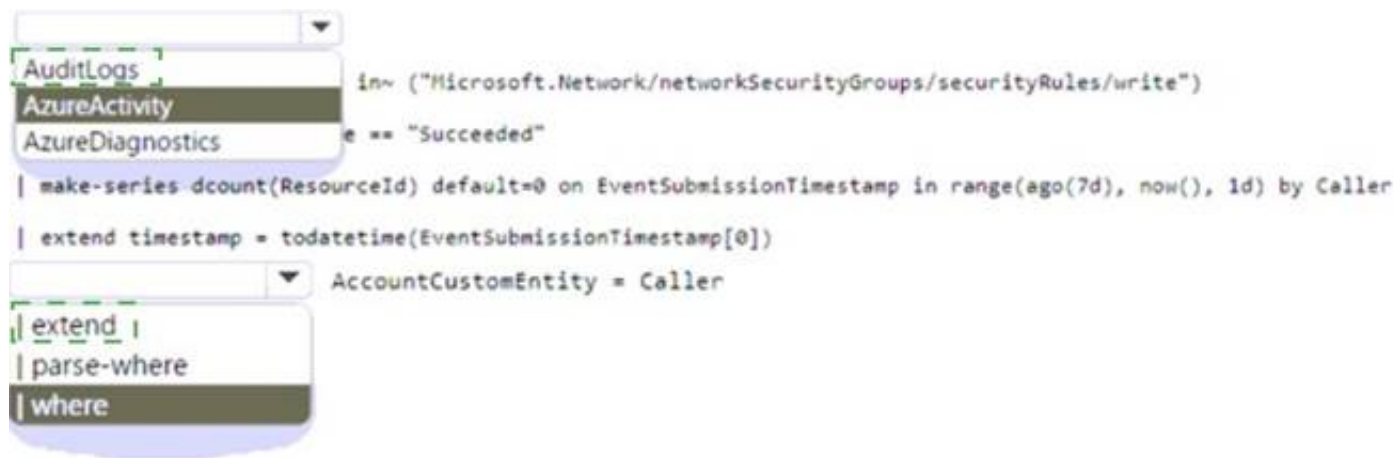 AuditLogs
in~ ("Microsoft.Network/networkSecurityGroups/securityRules/write")
AzureActivity
AzureDiagnostics
e == "Succeeded"
| make-series dcount(ResourceId) default=0 on EventSubmissionTimestamp in range(ago(7d), now(), 1d) by Caller
| extend timestamp = todatetime(EventSubmissionTimestamp[0])
AccountCustomEntity = Caller
| extend
| parse-where
| where